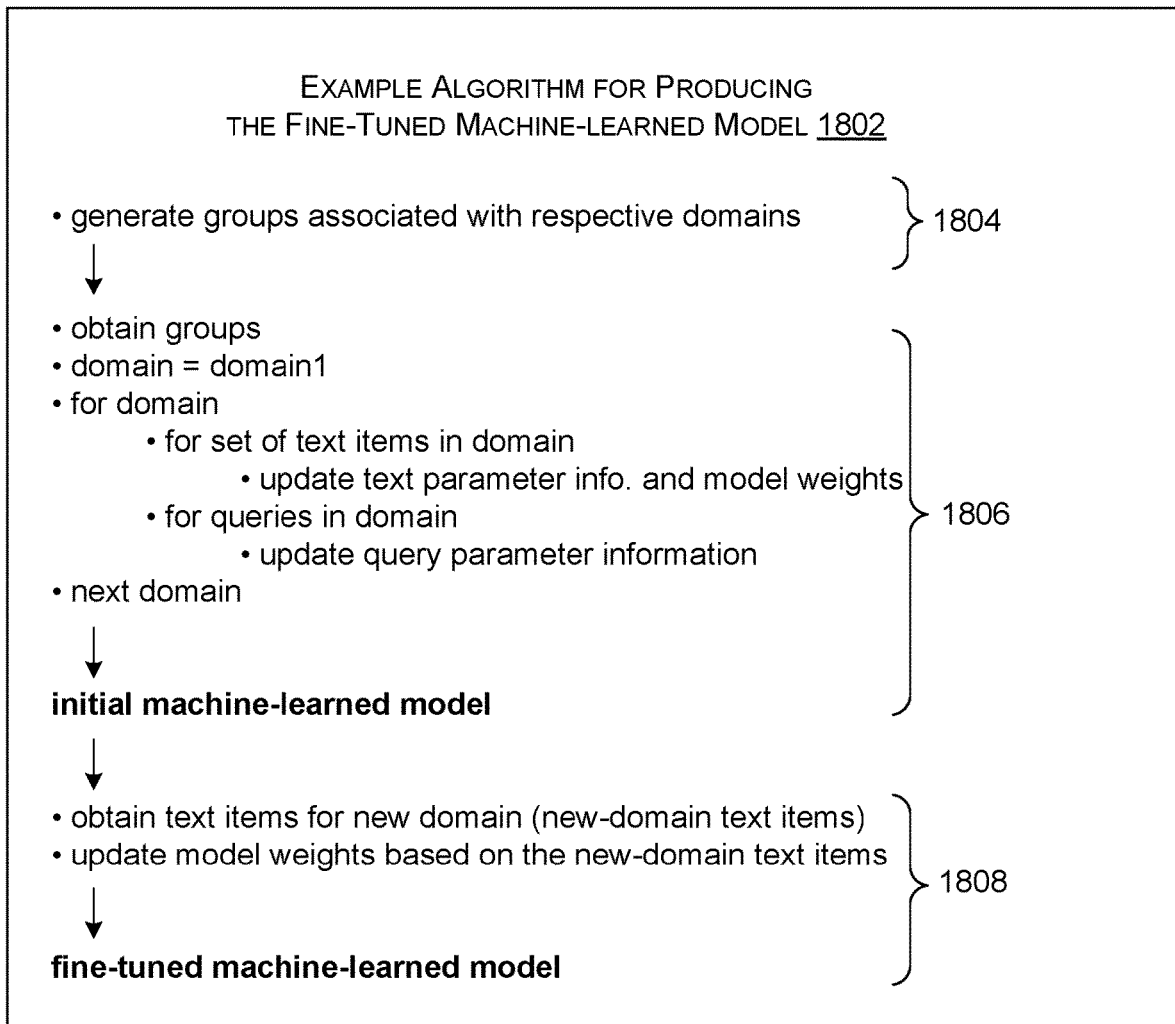 EXAMPLE ALGORITHM FOR PRODUCING
THE FINE-TUNED MACHINE-LEARNED MODEL 1802
• generate groups associated with respective domains
1804
• obtain groups
• domain = domain1
• for domain
• for set of text items in domain
• update text parameter info. and model weights
• for queries in domain
1806
• update query parameter information
• next domain
initial machine-learned model
• obtain text items for new domain (new-domain text items)
• update model weights based on the new-domain text items
1808
fine-tuned machine-learned model